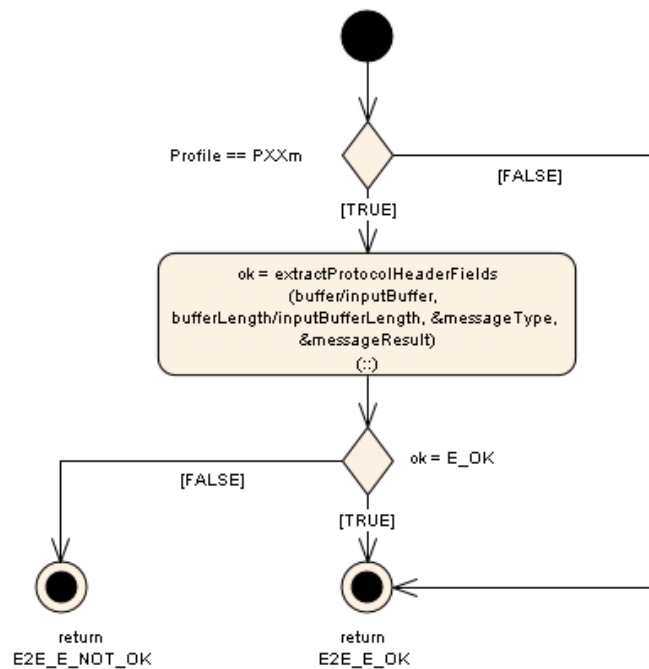 Profile == PXXm
[FALSE]
[TRUE]
ok = extractProtocolHeaderFields
(buffer/inputBuffer,
bufferLength/inputBufferLength, &messageType,
&messageResult)
(::)
ok = E_OK
[FALSE]
[TRUE]
return
E2E_E_NOT_OK
return
E2E_E_OK